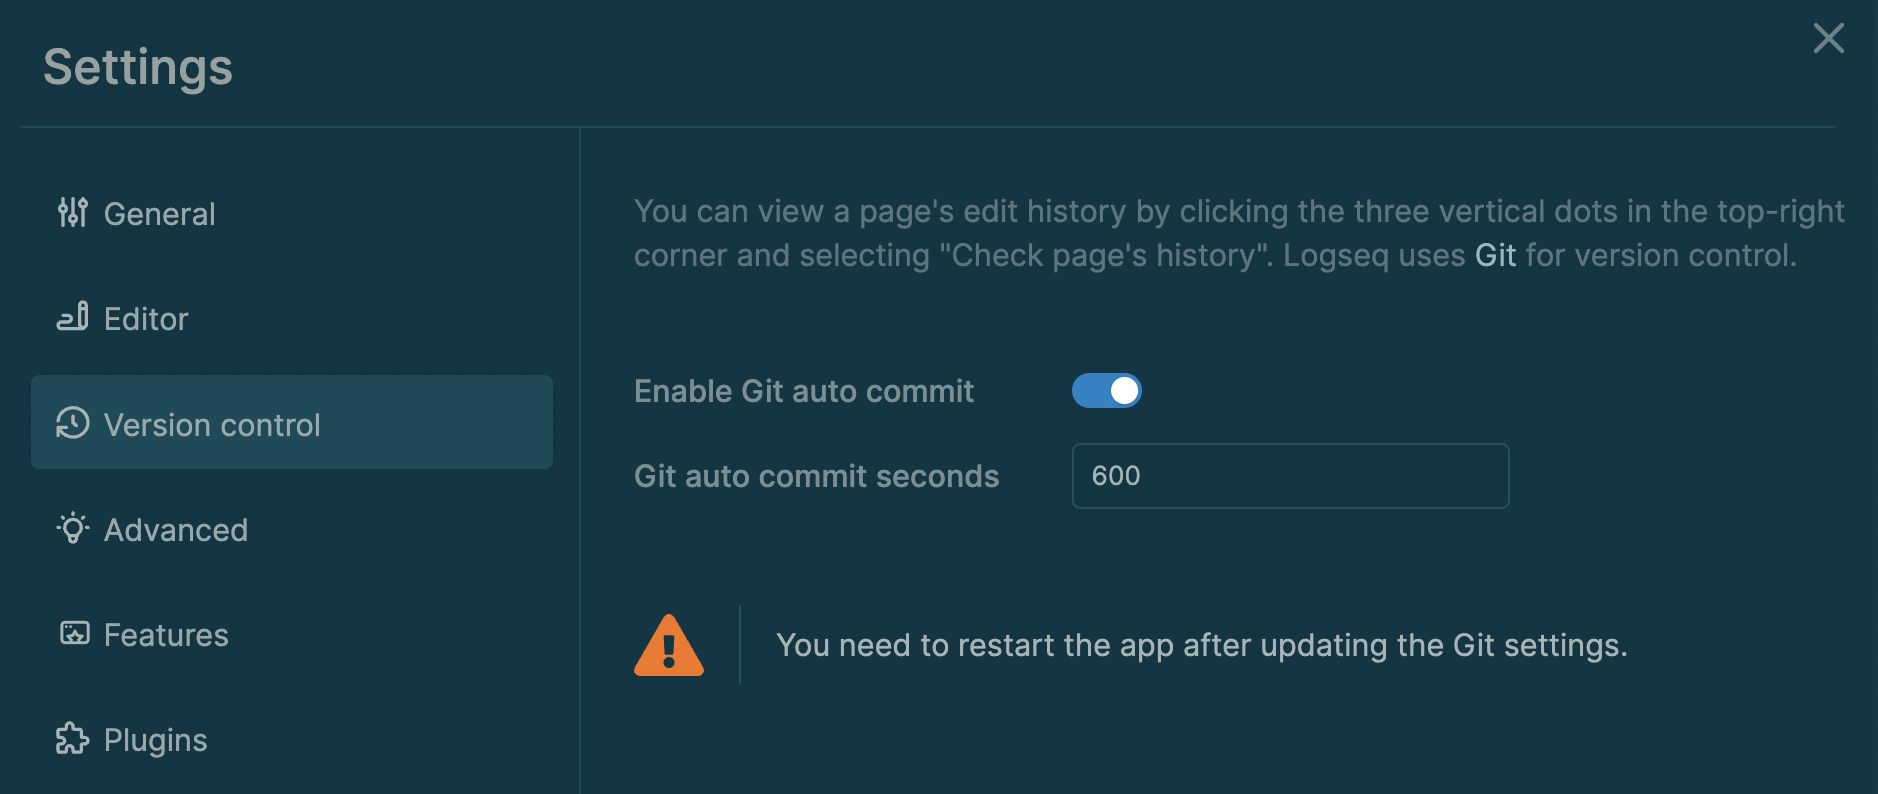 Settings
General
Editor
Version control
Advanced
Features
Plugins
You can view a page's edit history by clicking the three vertical dots in the top-right
corner and selecting "Check page's history". Logseq uses Git for version control.
Enable Git auto commit
Git auto commit seconds
600
You need to restart the app after updating the Git settings.